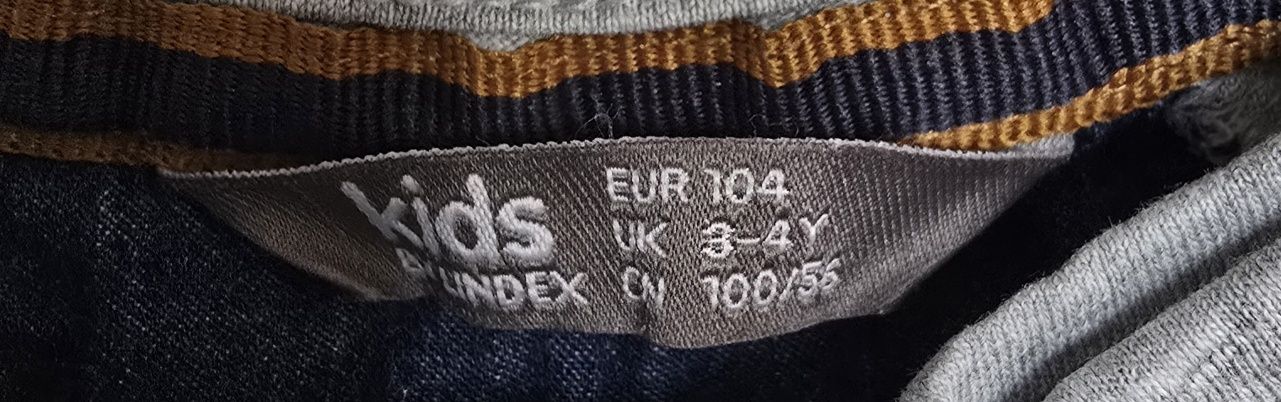 kids
BY LINDEX
EUR 104
UK 3-4Y
CN 100/56